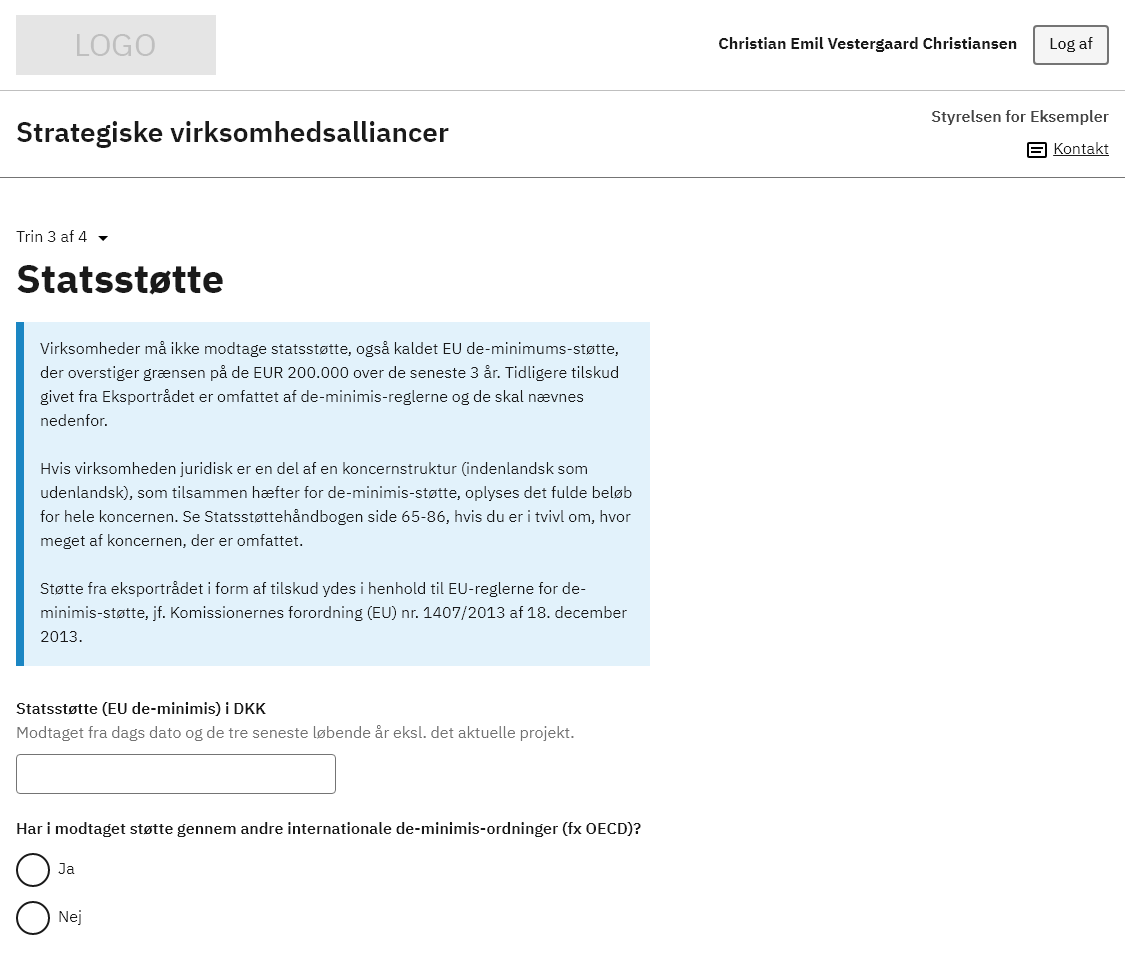 LOGO
Christian Emil Vestergaard Christiansen
Log af
Strategiske virksomhedsalliancer
Styrelsen for Eksempler
Kontakt
Trin 3 af 4
Statsstøtte
Virksomheder må ikke modtage statsstøtte, også kaldet EU de-minimums-støtte,
der overstiger grænsen på de EUR 200.000 over de seneste 3 år. Tidligere tilskud
givet fra Eksportrådet er omfattet af de-minimis-reglerne og de skal nævnes
nedenfor.
Hvis virksomheden juridisk er en del af en koncernstruktur (indenlandsk som
udenlandsk), som tilsammen hæfter for de-minimis-støtte, oplyses det fulde beløb
for hele koncernen. Se Statsstøttehåndbogen side 65-86, hvis du er i tvivl om, hvor
meget af koncernen, der er omfattet.
Støtte fra eksportrådet i form af tilskud ydes i henhold til EU-reglerne for de-
minimis-støtte, jf. Komissionernes forordning (EU) nr. 1407/2013 af 18. december
2013.
Statsstøtte (EU de-minimis) i DKK
Modtaget fra dags dato og de tre seneste løbende år eksl. det aktuelle projekt.
Har i modtaget støtte gennem andre internationale de-minimis-ordninger (fx OECD)?
Ja
Nej